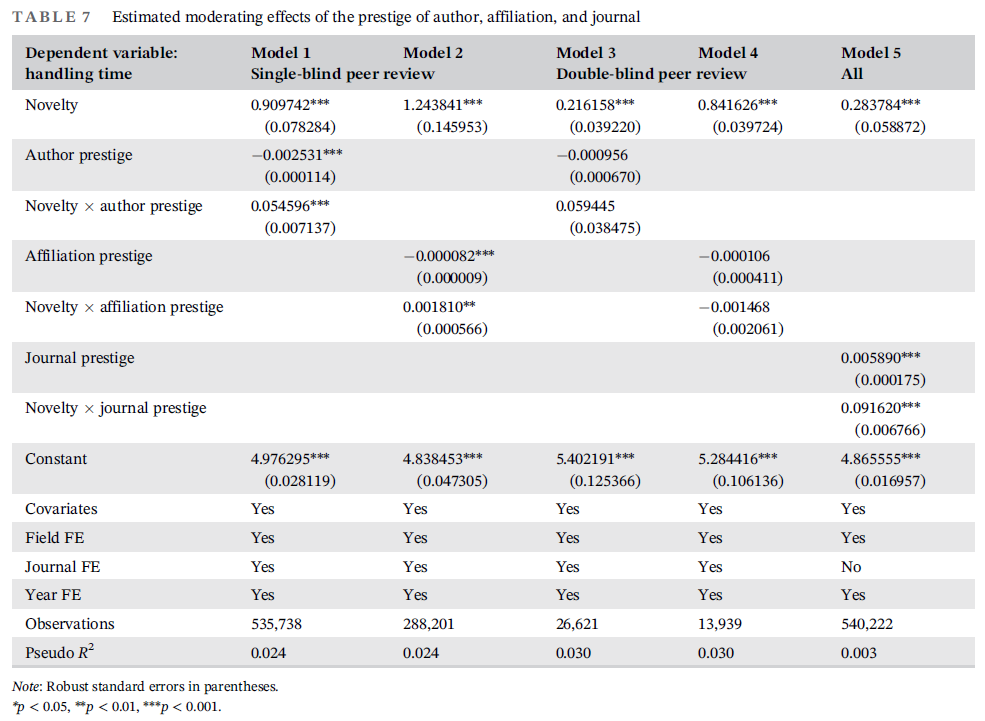 TABLE 7 Estimated moderating effects of the prestige of author, affiliation, and journal
Dependent variable: Model 1 Model 2 Model 3 Model 4 Model 5
handling time: Single-blind peer review Double-blind peer review All
Novelty 0.909742*** 1.243841*** 0.216158*** 0.841626*** 0.283784***
(0.078284) (0.145953) (0.039220) (0.039724) (0.058872)
Author prestige −0.002531*** −0.000956
(0.000114) (0.000670)
Novelty × author prestige 0.054596*** 0.059445
(0.007137) (0.038475)
Affiliation prestige −0.000082*** −0.000106
(0.000009) (0.000411)
Novelty × affiliation prestige 0.001810** −0.001468
(0.000566) (0.002061)
Journal prestige 0.005890***
(0.000175)
Novelty × journal prestige 0.091620***
(0.006766)
Constant 4.976295*** 4.838453*** 5.402191*** 5.284416*** 4.865555***
(0.028119) (0.047305) (0.125366) (0.106136) (0.016957)
Covariates Yes Yes Yes Yes Yes
Field FE Yes Yes Yes Yes Yes
Journal FE Yes Yes Yes Yes No
Year FE Yes Yes Yes Yes Yes
Observations 535,738 288,201 26,621 13,939 540,222
Pseudo R² 0.024 0.024 0.030 0.030 0.003
Note: Robust standard errors in parentheses.
*p < 0.05, **p < 0.01, ***p < 0.001.